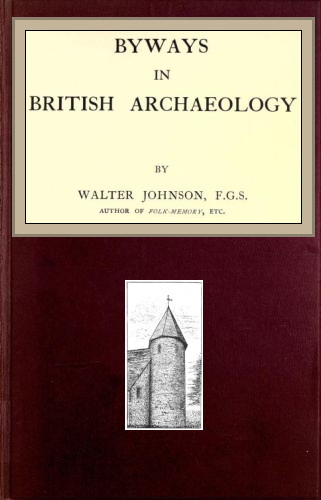 BYWAYS
IN
BRITISH ARCHAEOLOGY
BY
WALTER JOHNSON, F.G.S.
AUTHOR OF FOLK-MEMORY, ETC.